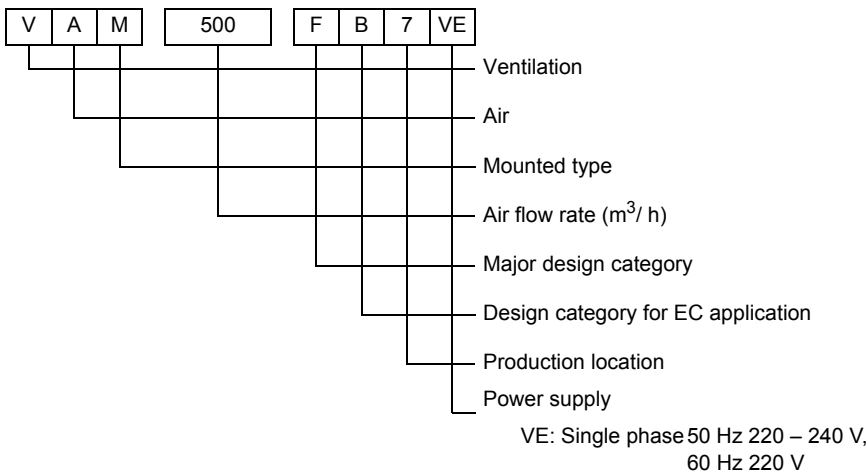 V A M 500 F B 7 VE
Ventilation
Air
Mounted type
Air flow rate (m³/ h)
Major design category
Design category for EC application
Production location
Power supply
VE: Single phase 50 Hz 220 – 240 V,
60 Hz 220 V